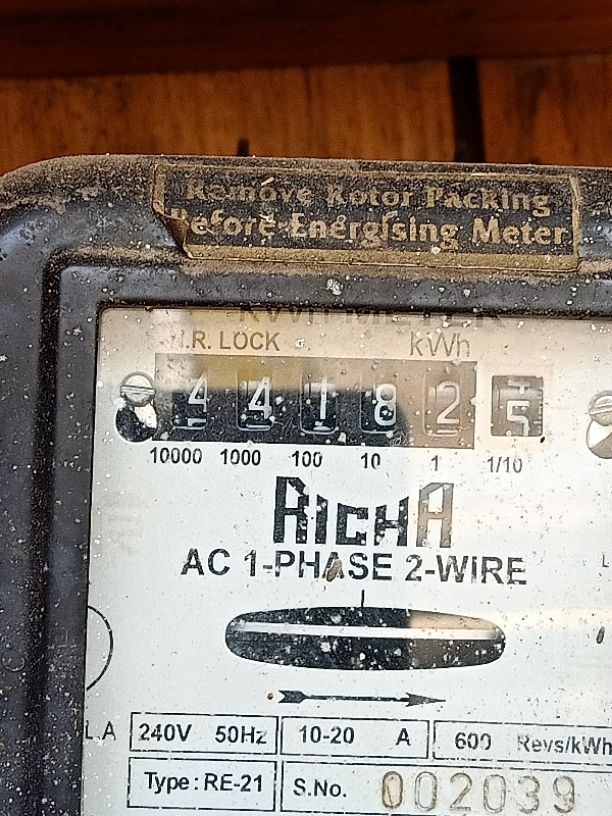 Remove Rotor Packing
Before Energising Meter
kWh METER
N.R. LOCK kWh
4 4 1 8 2 5
10000 1000 100 10 1 1/10
RICHA
AC 1-PHASE 2-WIRE
240V 50Hz 10-20 A 600 Revs/kWh
Type : RE-21 S.No. 002039